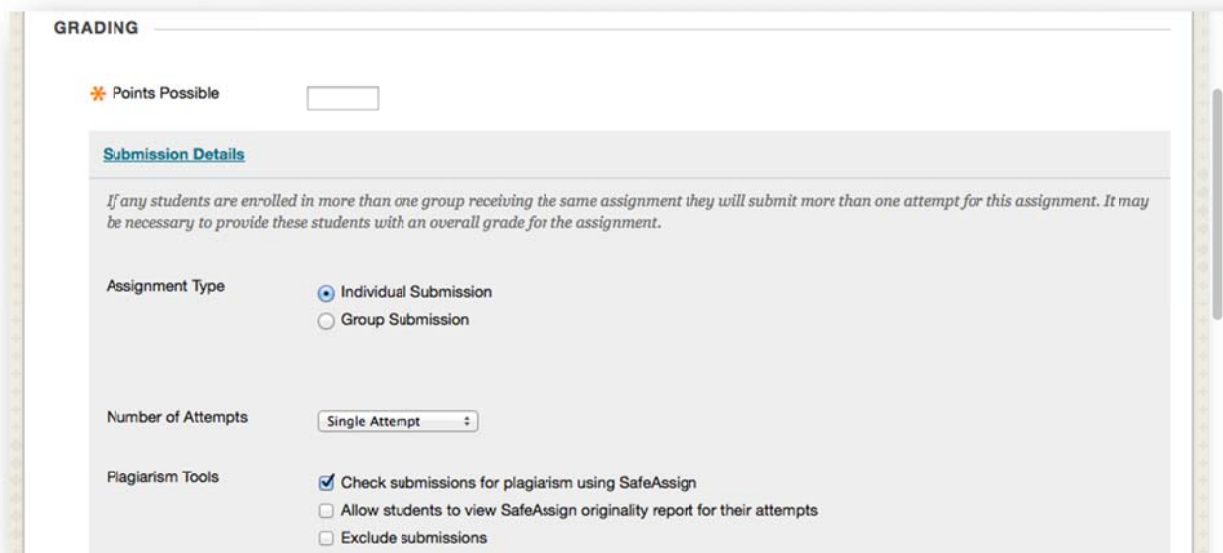 GRADING
* Points Possible
Submission Details
If any students are enrolled in more than one group receiving the same assignment they will submit more than one attempt for this assignment. It may
be necessary to provide these students with an overall grade for the assignment.
Assignment Type
Individual Submission
Group Submission
Number of Attempts
Single Attempt
Plagiarism Tools
Check submissions for plagiarism using SafeAssign
Allow students to view SafeAssign originality report for their attempts
Exclude submissions